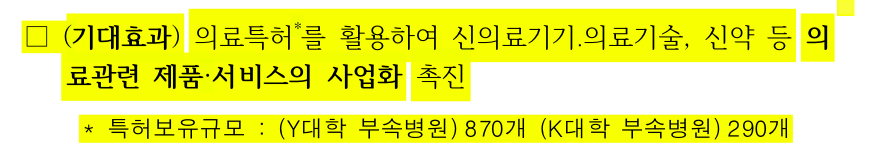 □ (기대효과) 의료특허*를 활용하여 신의료기기.의료기술, 신약 등 의
료관련 제품·서비스의 사업화 촉진
* 특허보유규모 : (Y대학 부속병원) 870개 (K대학 부속병원) 290개